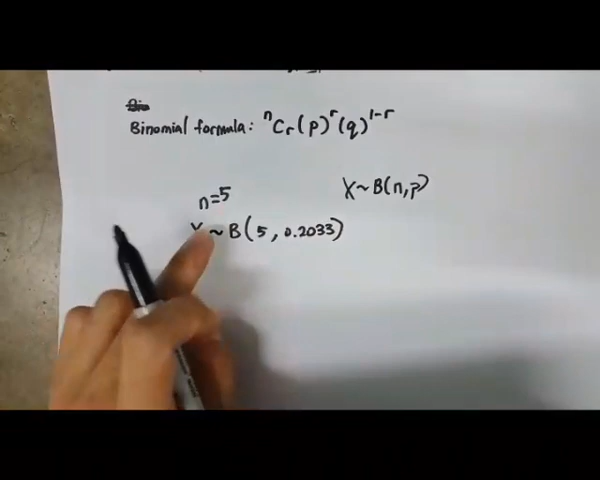 Binomial formula: ⁿCᵣ(p)ʳ(q)¹⁻ʳ
n=5
X~B(n,p)
X~B(5,0.2033)